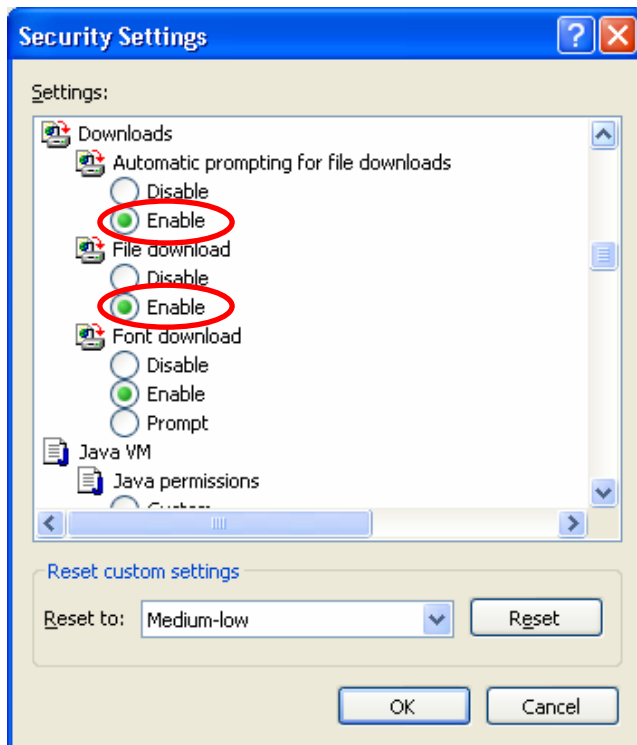 Security Settings
Settings:
Downloads
Automatic prompting for file downloads
Disable
Enable
File download
Disable
Enable
Font download
Disable
Enable
Prompt
Java VM
Java permissions
Custom
Reset custom settings
Reset to: Medium-low Reset
OK Cancel